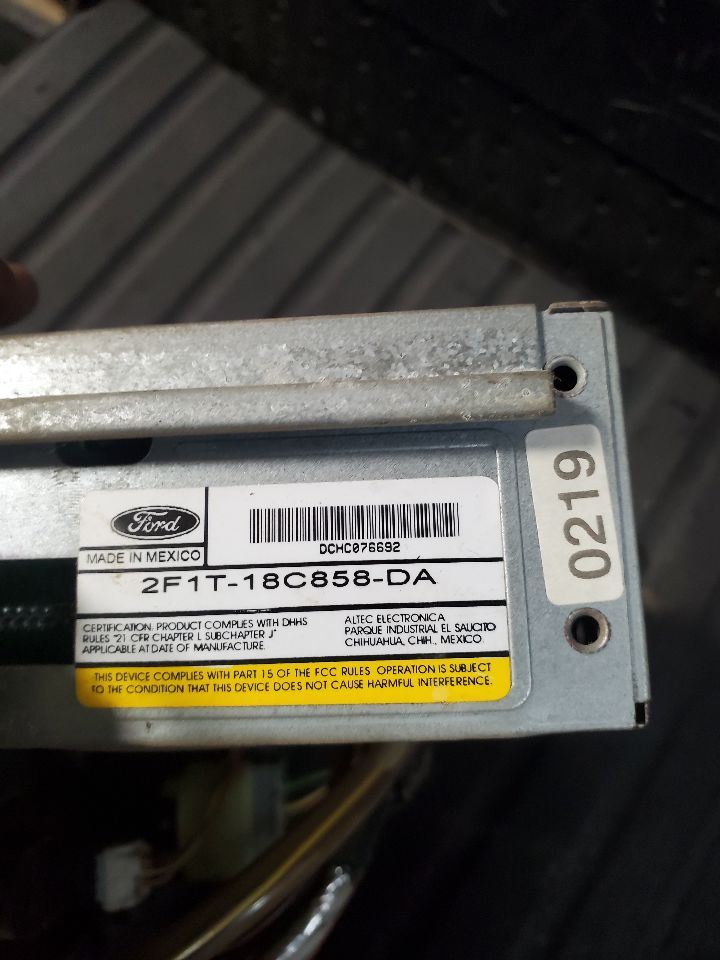 Ford
MADE IN MEXICO
DCHC076692
2F1T-18C858-DA
CERTIFICATION: PRODUCT COMPLIES WITH DHHS
RULES "21 CFR CHAPTER I, SUBCHAPTER J"
APPLICABLE AT DATE OF MANUFACTURE.
ALTEC ELECTRONICA
PARQUE INDUSTRIAL EL SAUCITO
CHIHUAHUA, CHIH., MEXICO
THIS DEVICE COMPLIES WITH PART 15 OF THE FCC RULES OPERATION IS SUBJECT
TO THE CONDITION THAT THIS DEVICE DOES NOT CAUSE HARMFUL INTERFERENCE.
0219